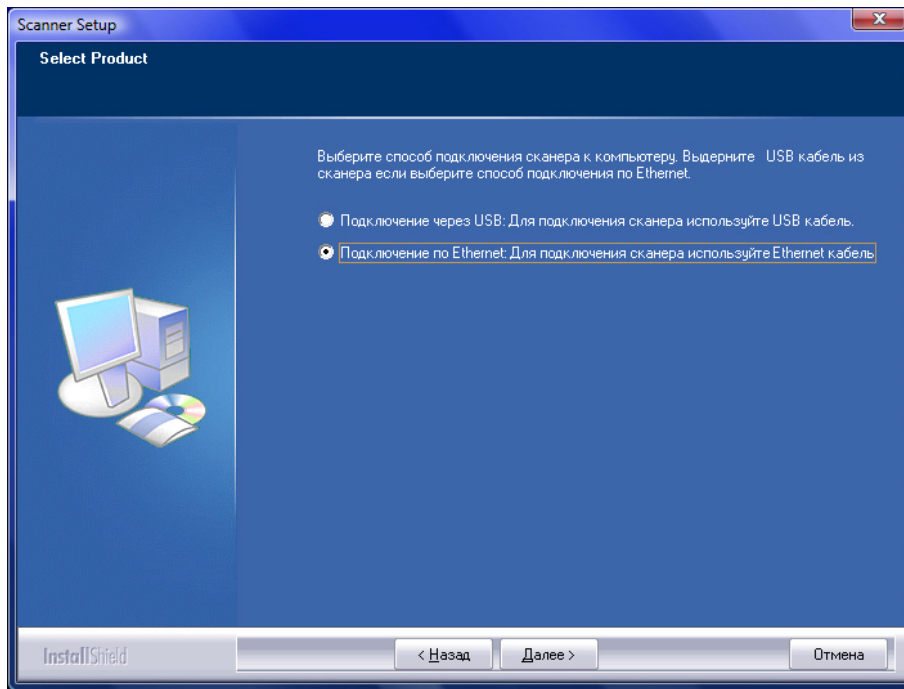 Scanner Setup
Select Product
Выберите способ подключения сканера к компьютеру. Выдерните USB кабель из
сканера если выберите способ подключения по Ethernet.
Подключение через USB: Для подключения сканера используйте USB кабель.
Подключение по Ethernet: Для подключения сканера используйте Ethernet кабель
InstallShield
< Назад
Далее >
Отмена